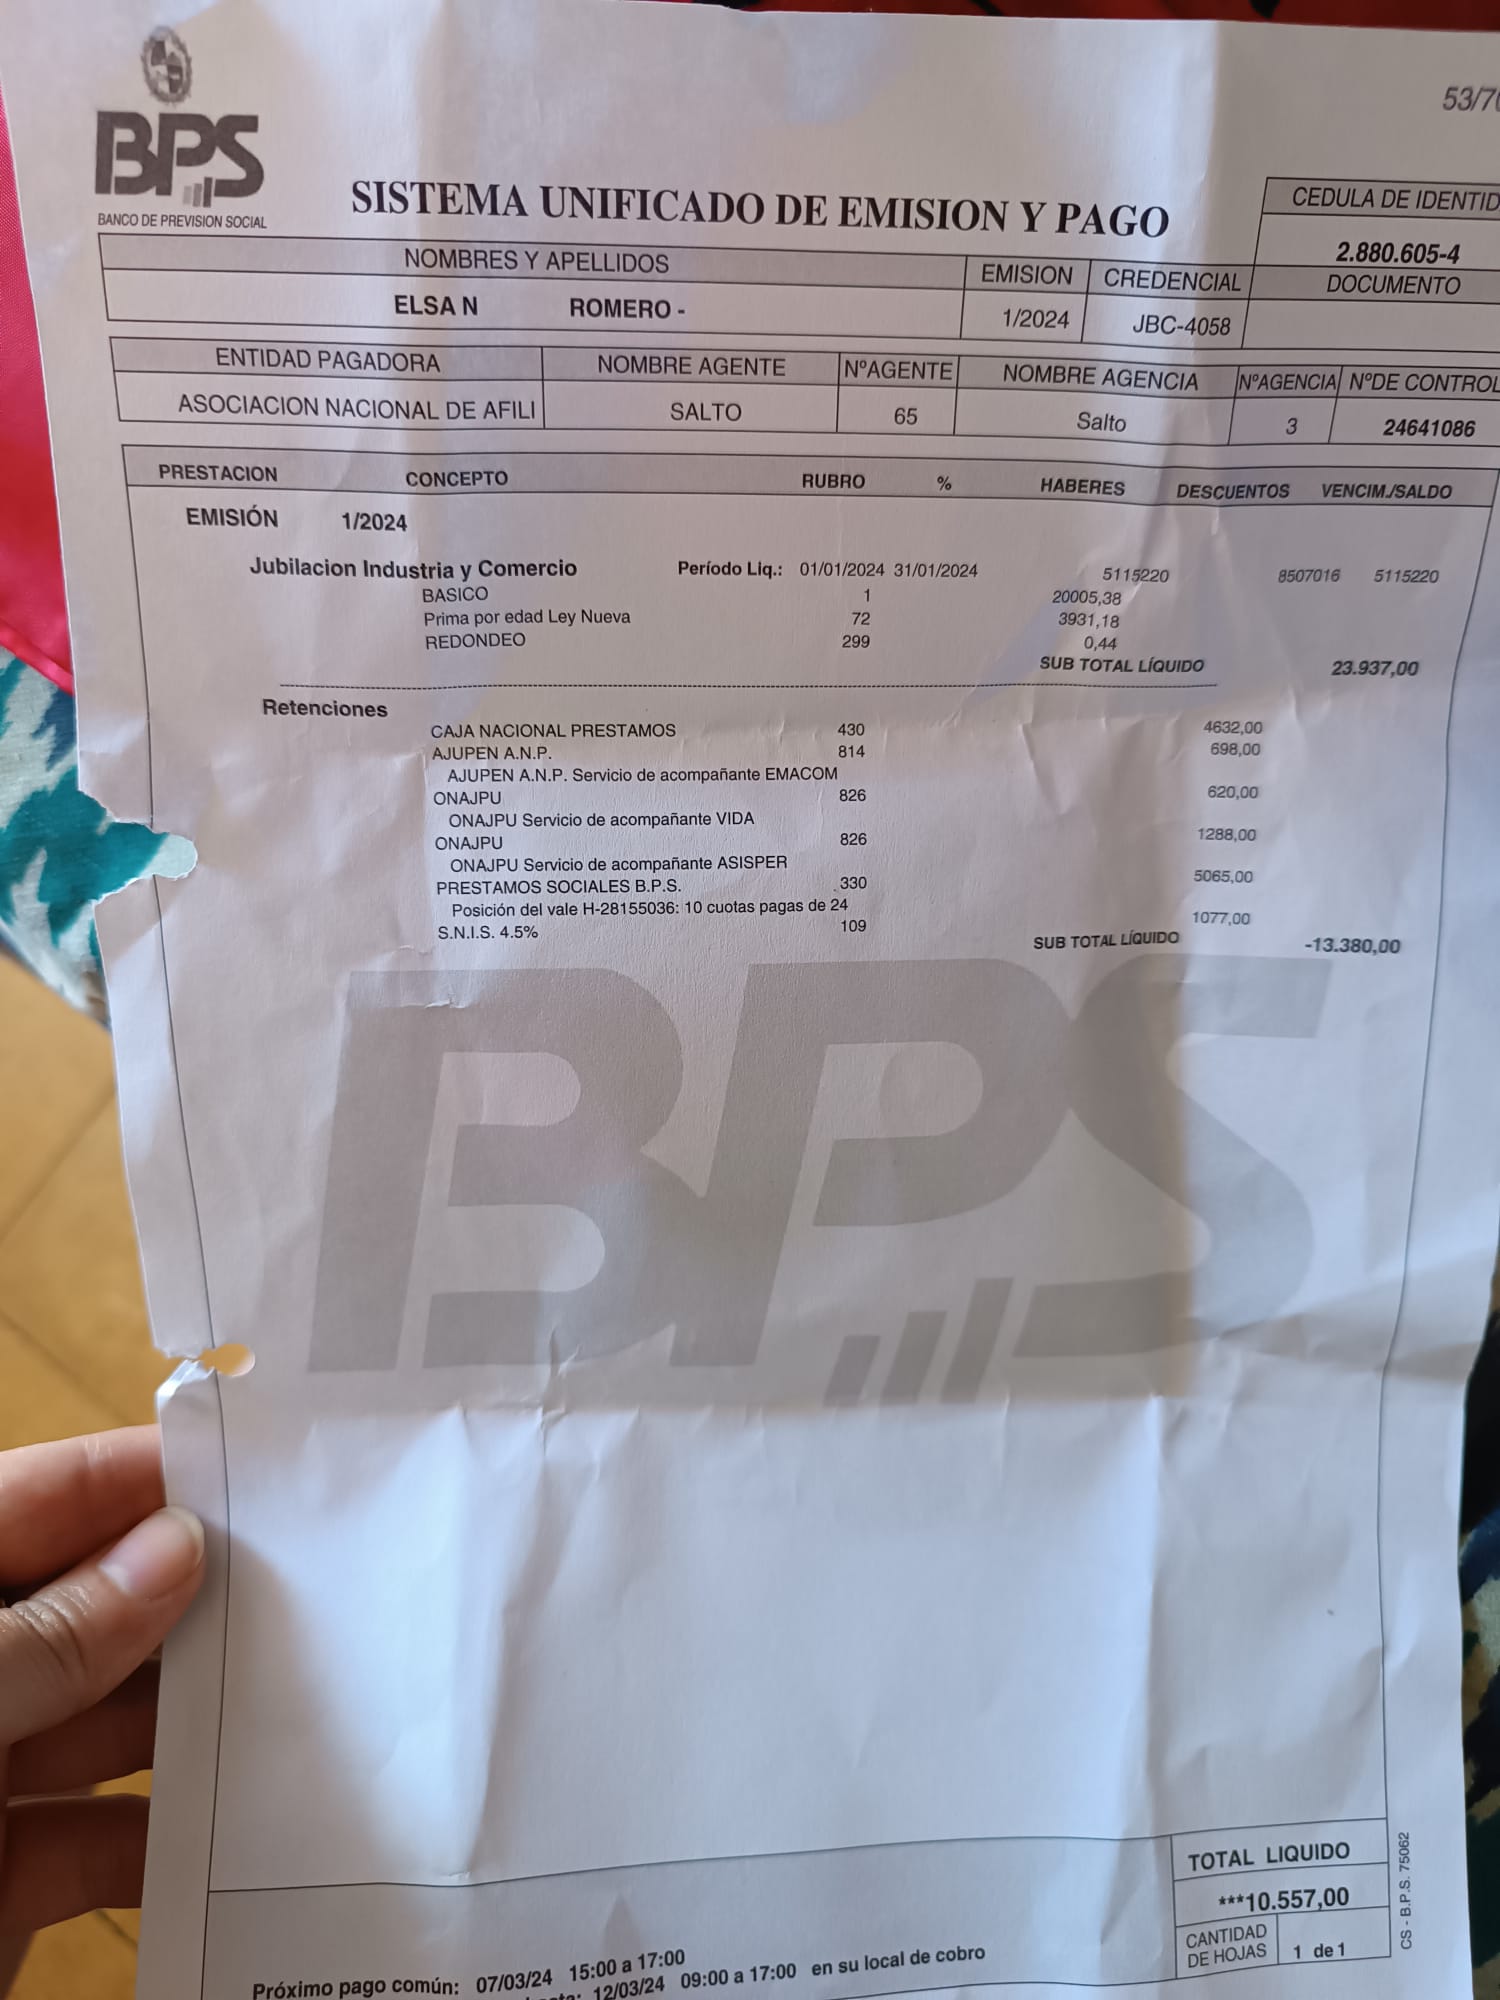 BPS
BANCO DE PREVISION SOCIAL
53/70
SISTEMA UNIFICADO DE EMISION Y PAGO
CEDULA DE
2.880.605-4
NOMBRES Y APELLIDOS EMISION CREDENCIAL DOCUMENTO
ELSA N ROMERO - 1/2024 JBC-4058
ENTIDAD PAGADORA NOMBRE AGENTE NºAGENTE NOMBRE AGENCIA NºAGENCIA NºDE CONTROL
ASOCIACION NACIONAL DE AFILI SALTO 65 Salto 3 24641086
PRESTACION CONCEPTO RUBRO % HABERES DESCUENTOS VENCIM./SALDO
EMISIÓN 1/2024
Jubilacion Industria y Comercio Período Liq.: 01/01/2024 31/01/2024 5115220 8507016 5115220
BASICO 1 20005,38
Prima por edad Ley Nueva 72 3931,18
REDONDEO 299 0,44
SUB TOTAL LÍQUIDO 23.937,00
Retenciones
CAJA NACIONAL PRESTAMOS 430 4632,00
AJUPEN A.N.P. 814 698,00
AJUPEN A.N.P. Servicio de acompañante EMACOM
ONAJPU 826 620,00
ONAJPU Servicio de acompañante VIDA
ONAJPU 826 1288,00
ONAJPU Servicio de acompañante ASISPER
PRESTAMOS SOCIALES B.P.S. 330 5065,00
Posición del vale H-28155036: 10 cuotas pagas de 24
S.N.I.S. 4.5% 109 1077,00
SUB TOTAL LÍQUIDO -13.380,00
BPS
TOTAL LIQUIDO
***10.557,00
CANTIDAD DE HOJAS 1 de 1
CS - B.P.S. 75062
Próximo pago común: 07/03/24 15:00 a 17:00
12/03/24 09:00 a 17:00 en su local de cobro